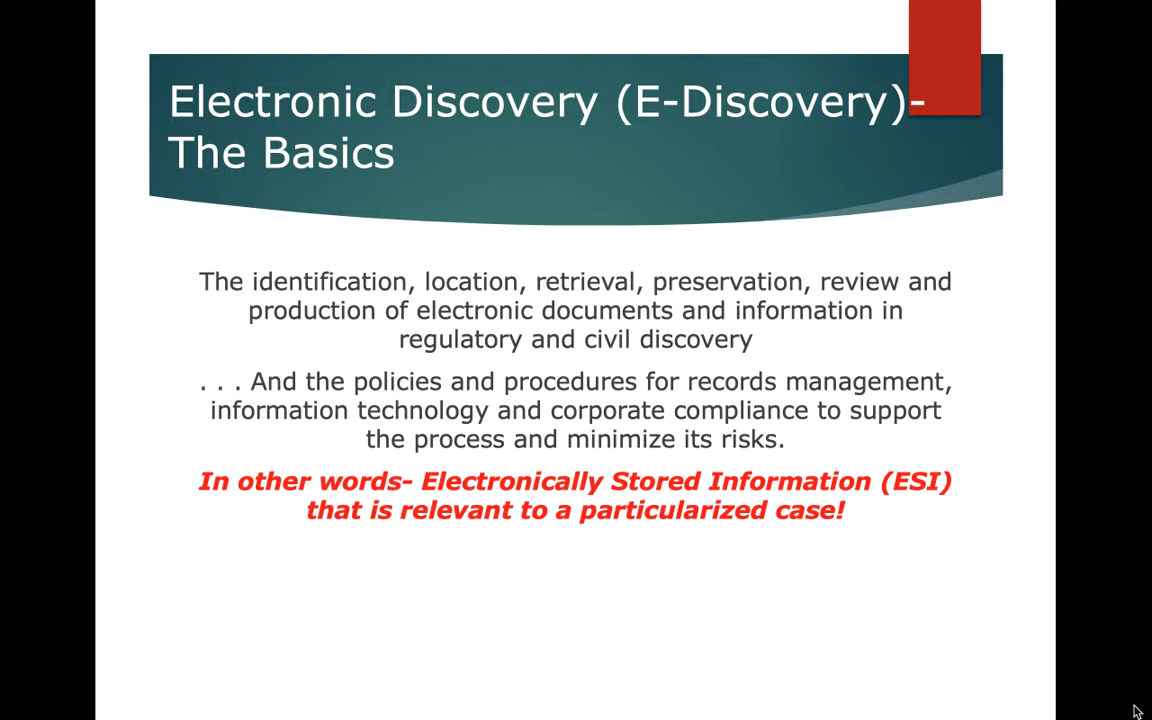 Electronic Discovery (E-Discovery)-
The Basics
The identification, location, retrieval, preservation, review and
production of electronic documents and information in
regulatory and civil discovery
. . . And the policies and procedures for records management,
information technology and corporate compliance to support
the process and minimize its risks.
In other words- Electronically Stored Information (ESI)
that is relevant to a particularized case!